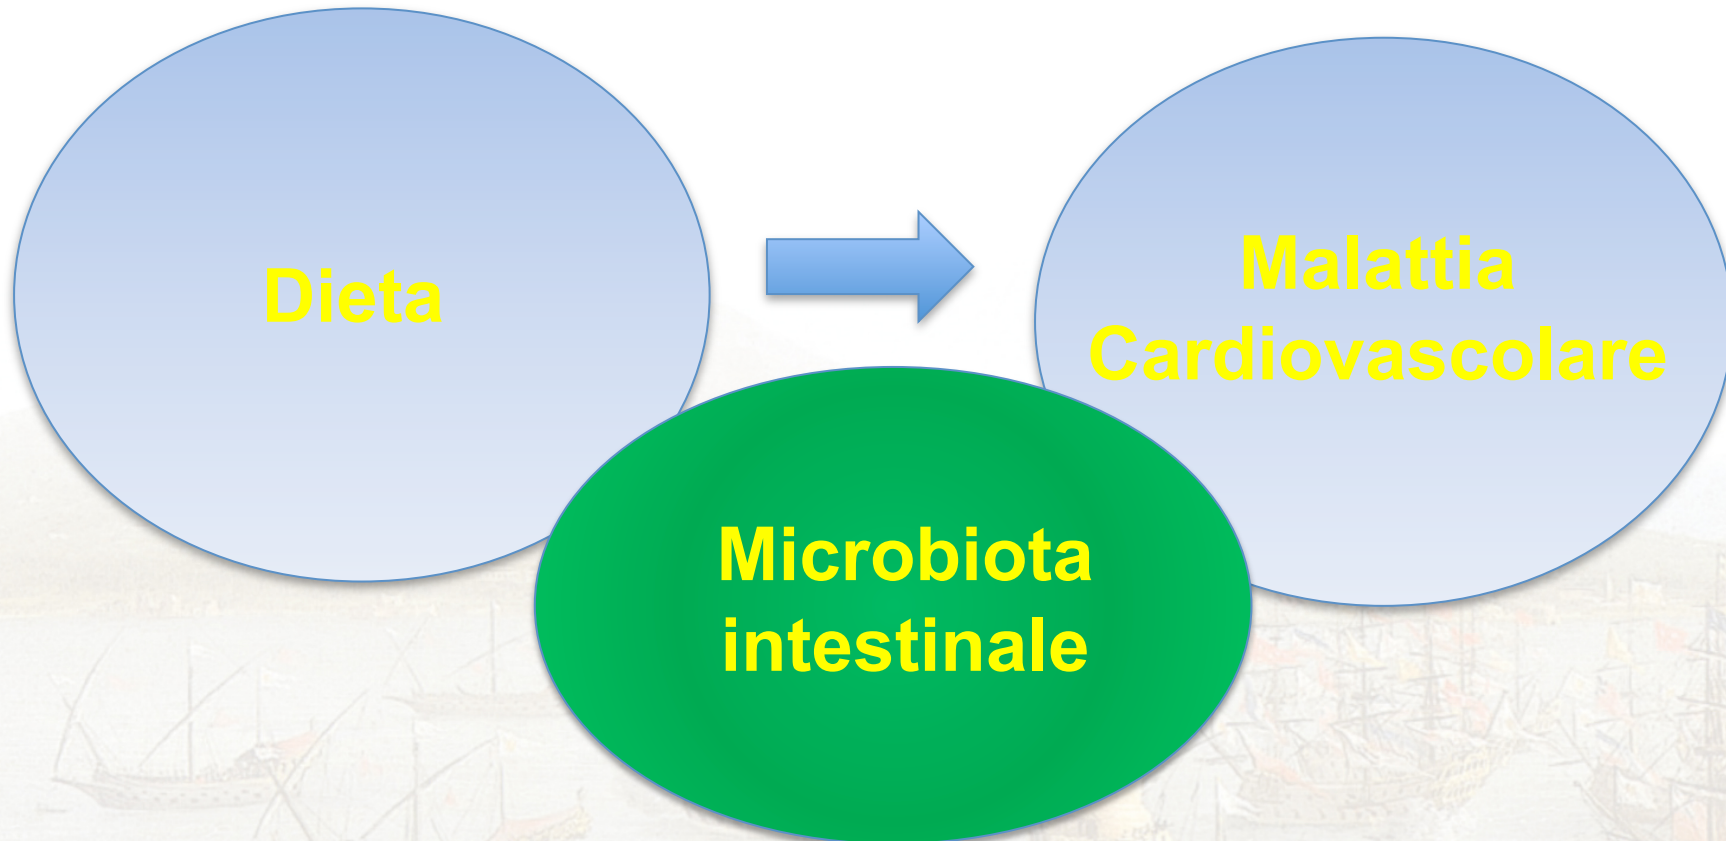 Dieta
Malattia
Cardiovascolare
Microbiota
intestinale